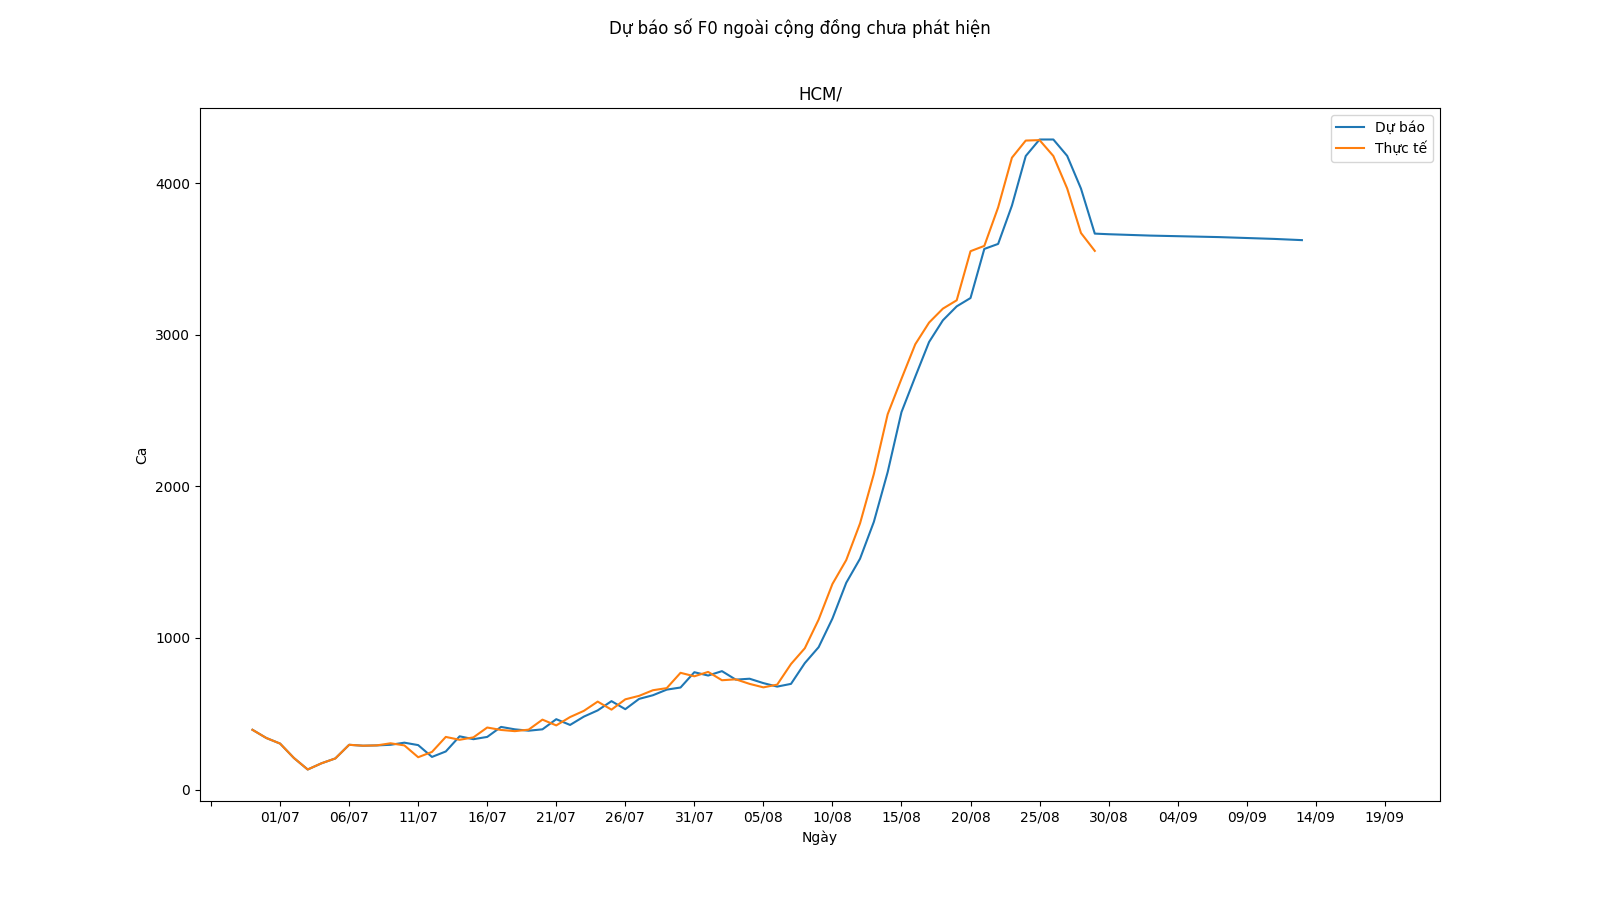 Dự báo số F0 ngoài cộng đồng chưa phát hiện
HCM/
Dự báo
Thực tế
4000
3000
2000
1000
0
Ca
01/07 06/07 11/07 16/07 21/07 26/07 31/07 05/08 10/08 15/08 20/08 25/08 30/08 04/09 09/09 14/09 19/09
Ngày